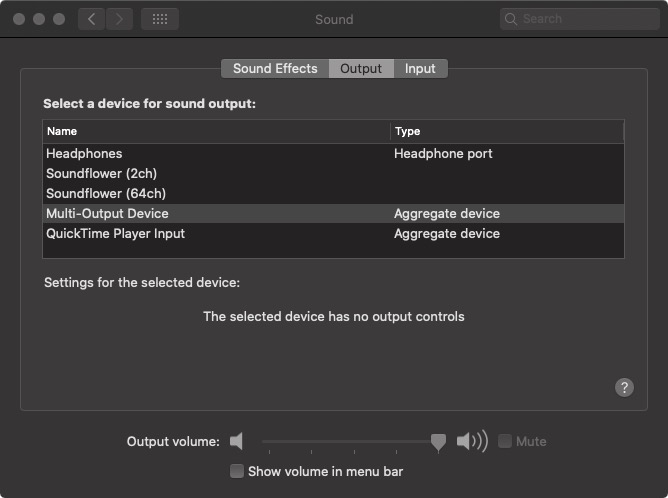 Sound
Search
Sound Effects Output Input
Select a device for sound output:
Name Type
Headphones Headphone port
Soundflower (2ch)
Soundflower (64ch)
Multi-Output Device Aggregate device
QuickTime Player Input Aggregate device
Settings for the selected device:
The selected device has no output controls
?
Output volume: Mute
Show volume in menu bar